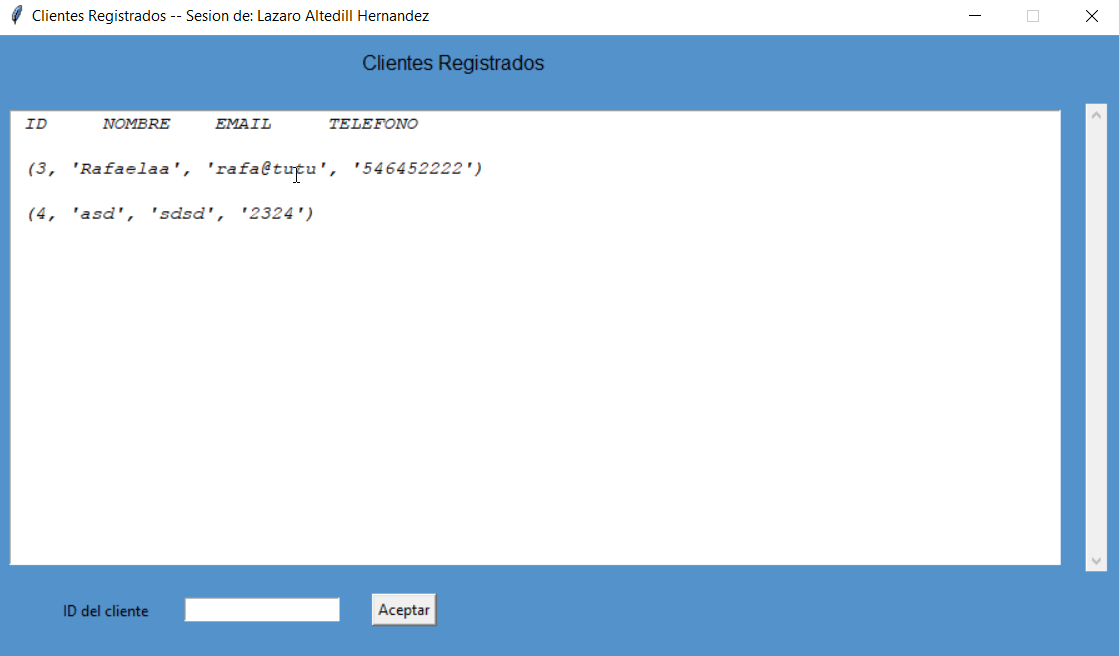 Clientes Registrados -- Sesion de: Lazaro Altedill Hernandez
Clientes Registrados
ID NOMBRE EMAIL TELEFONO
(3, 'Rafaelaa', 'rafa@tutu', '546452222')
(4, 'asd', 'sdsd', '2324')
ID del cliente Aceptar